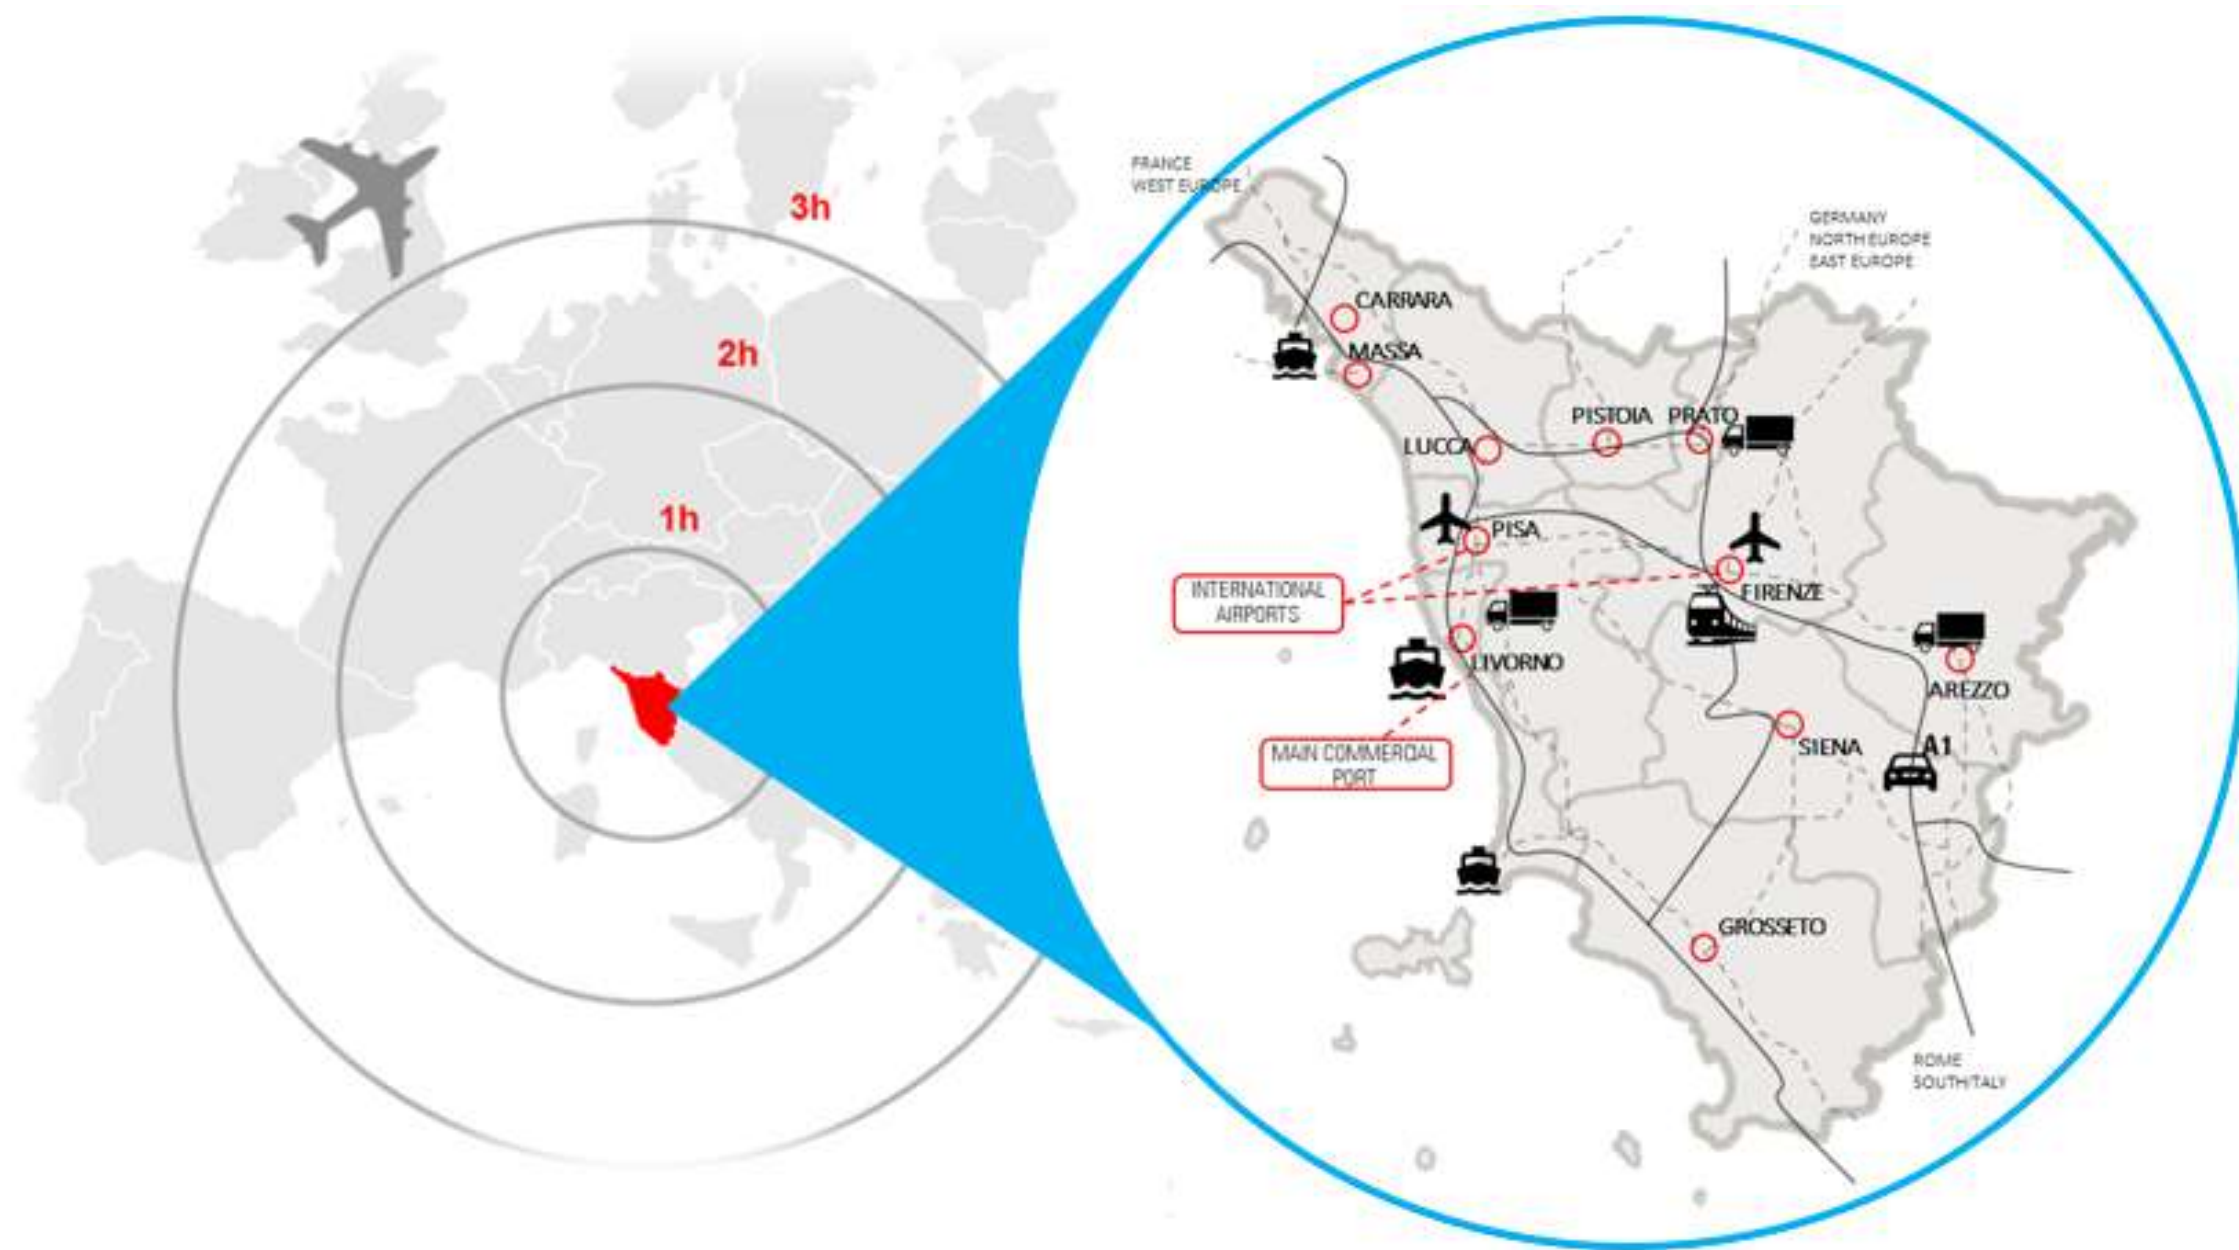 3h
2h
1h
FRANCE
WEST EUROPE
GERMANY
NORTH EUROPE
EAST EUROPE
CARRARA
MASSA
PISTOIA
PRATO
LUCCA
PISA
INTERNATIONAL
AIRPORTS
FIRENZE
LIVORNO
AREZZO
MAIN COMMERCIAL
PORT
SIENA
A1
GROSSETO
ROME
SOUTH ITALY